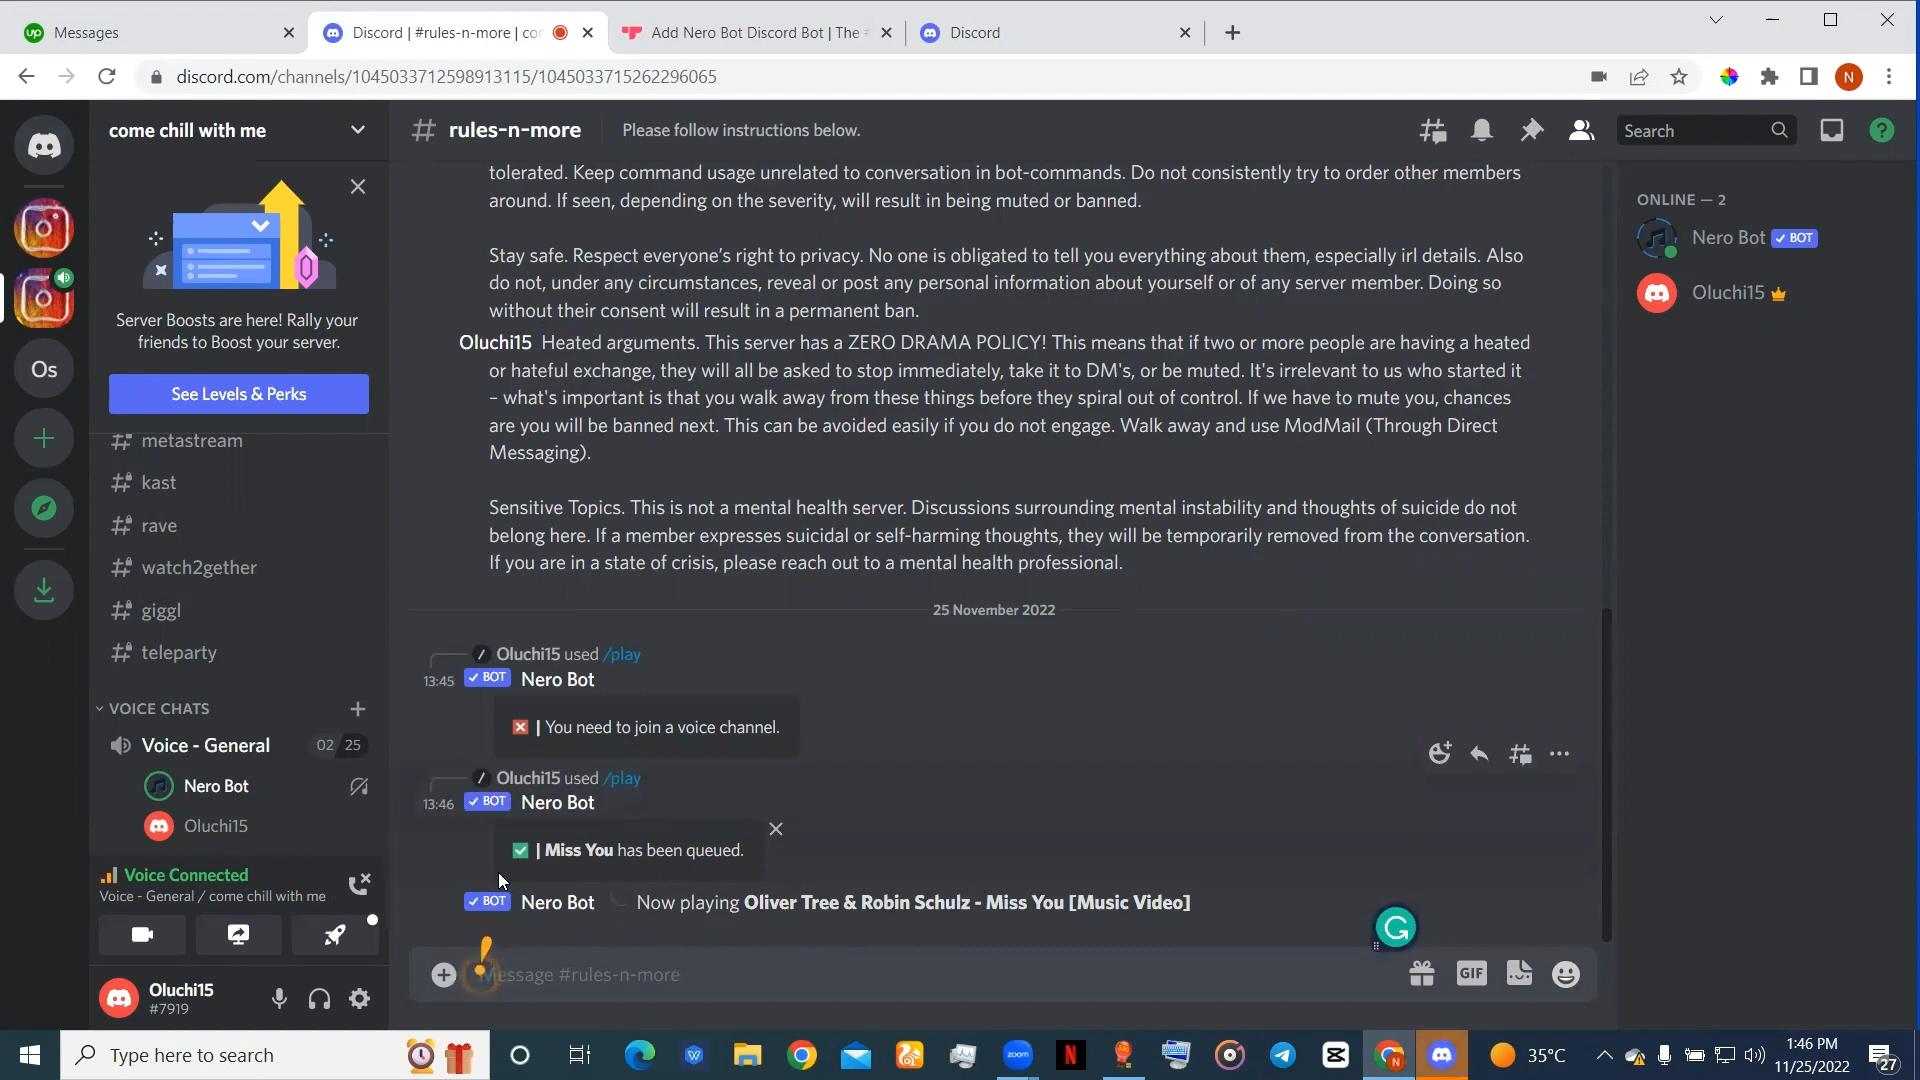 Messages
Discord | #rules-n-more | co
Add Nero Bot Discord Bot | The #
Discord
discord.com/channels/1045033712598913115/1045033715262296065
N
come chill with me
rules-n-more
Please follow instructions below.
Search
Server Boosts are here! Rally your
friends to Boost your server.
See Levels & Perks
Os
metastream
kast
rave
watch2gether
giggl
teleparty
VOICE CHATS
Voice - General 02 25
Nero Bot
Oluchi15
Voice Connected
Voice - General / come chill with me
Oluchi15
#7919
tolerated. Keep command usage unrelated to conversation in bot-commands. Do not consistently try to order other members
around. If seen, depending on the severity, will result in being muted or banned.
Stay safe. Respect everyone's right to privacy. No one is obligated to tell you everything about them, especially irl details. Also
do not, under any circumstances, reveal or post any personal information about yourself or of any server member. Doing so
without their consent will result in a permanent ban.
Oluchi15 Heated arguments. This server has a ZERO DRAMA POLICY! This means that if two or more people are having a heated
or hateful exchange, they will all be asked to stop immediately, take it to DM's, or be muted. It's irrelevant to us who started it
– what's important is that you walk away from these things before they spiral out of control. If we have to mute you, chances
are you will be banned next. This can be avoided easily if you do not engage. Walk away and use ModMail (Through Direct
Messaging).
Sensitive Topics. This is not a mental health server. Discussions surrounding mental instability and thoughts of suicide do not
belong here. If a member expresses suicidal or self-harming thoughts, they will be temporarily removed from the conversation.
If you are in a state of crisis, please reach out to a mental health professional.
25 November 2022
Oluchi15 used /play
13:45 BOT Nero Bot
| You need to join a voice channel.
Oluchi15 used /play
13:46 BOT Nero Bot
| Miss You has been queued.
BOT Nero Bot Now playing Oliver Tree & Robin Schulz - Miss You [Music Video]
Message #rules-n-more
GIF
ONLINE — 2
Nero Bot BOT
Oluchi15
Type here to search
zoom
35°C
1:46 PM
11/25/2022
27